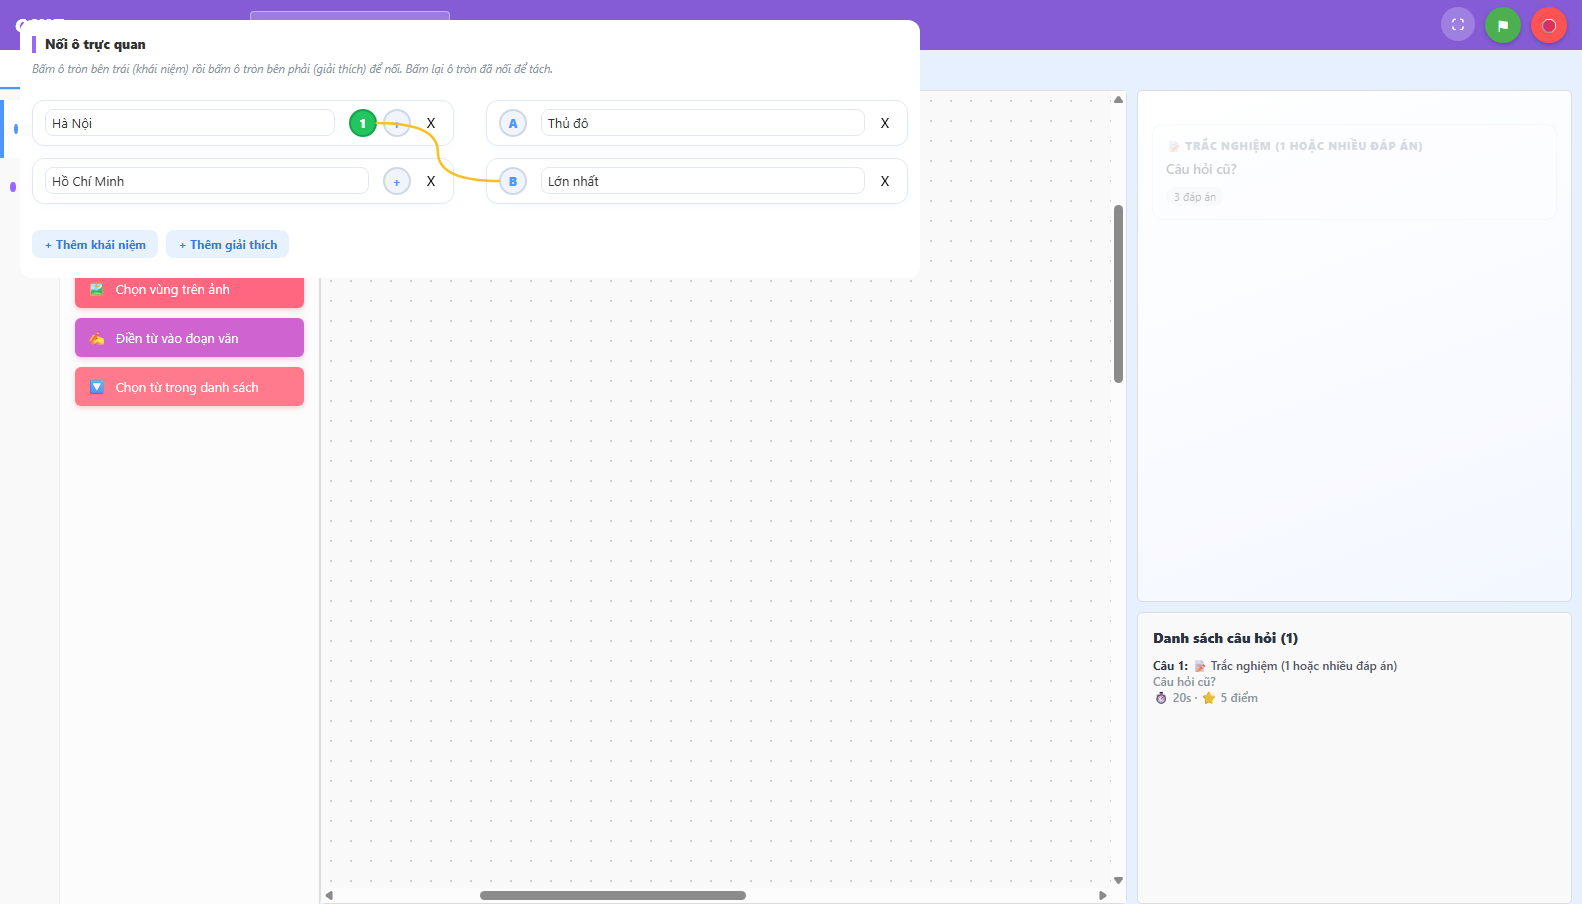 Nối ô trực quan
Bấm ô tròn bên trái (khái niệm) rồi bấm ô tròn bên phải (giải thích) để nối. Bấm lại ô tròn đã nối để tách.
Hà Nội 1 + X A Thủ đô X
Hồ Chí Minh + X B Lớn nhất X
+ Thêm khái niệm + Thêm giải thích
Chọn vùng trên ảnh
Điền từ vào đoạn văn
Chọn từ trong danh sách
TRẮC NGHIỆM (1 HOẶC NHIỀU ĐÁP ÁN)
Câu hỏi cũ?
3 đáp án
Danh sách câu hỏi (1)
Câu 1: Trắc nghiệm (1 hoặc nhiều đáp án)
Câu hỏi cũ?
20s · 5 điểm